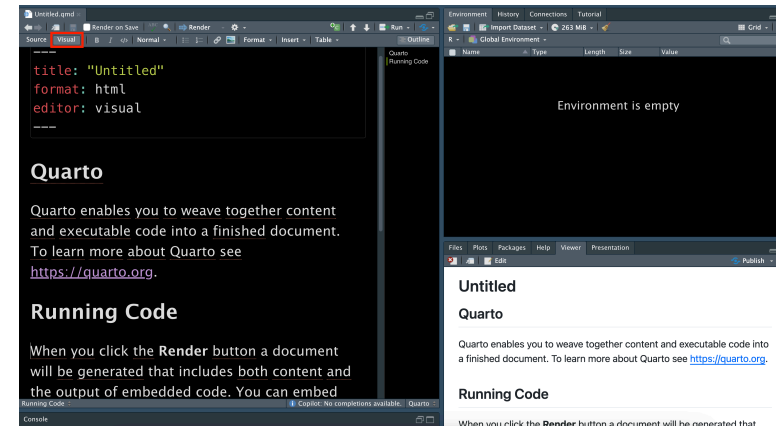 Untitled.qmd
Render on Save
Render
Run
Source Visual B I </> Normal Format Insert Table Outline
---
title: "Untitled"
format: html
editor: visual
---
Quarto
Quarto enables you to weave together content
and executable code into a finished document.
To learn more about Quarto see
https://quarto.org.
Running Code
When you click the Render button a document
will be generated that includes both content and
the output of embedded code. You can embed
Quarto
Running Code
Running Code
Copilot: No completions available. Quarto
Console
Environment History Connections Tutorial
Import Dataset 263 MiB Grid
R Global Environment
Name Type Length Size Value
Environment is empty
Files Plots Packages Help Viewer Presentation
Edit Publish
Untitled
Quarto
Quarto enables you to weave together content and executable code into
a finished document. To learn more about Quarto see https://quarto.org.
Running Code
When you click the Render button a document will be generated that